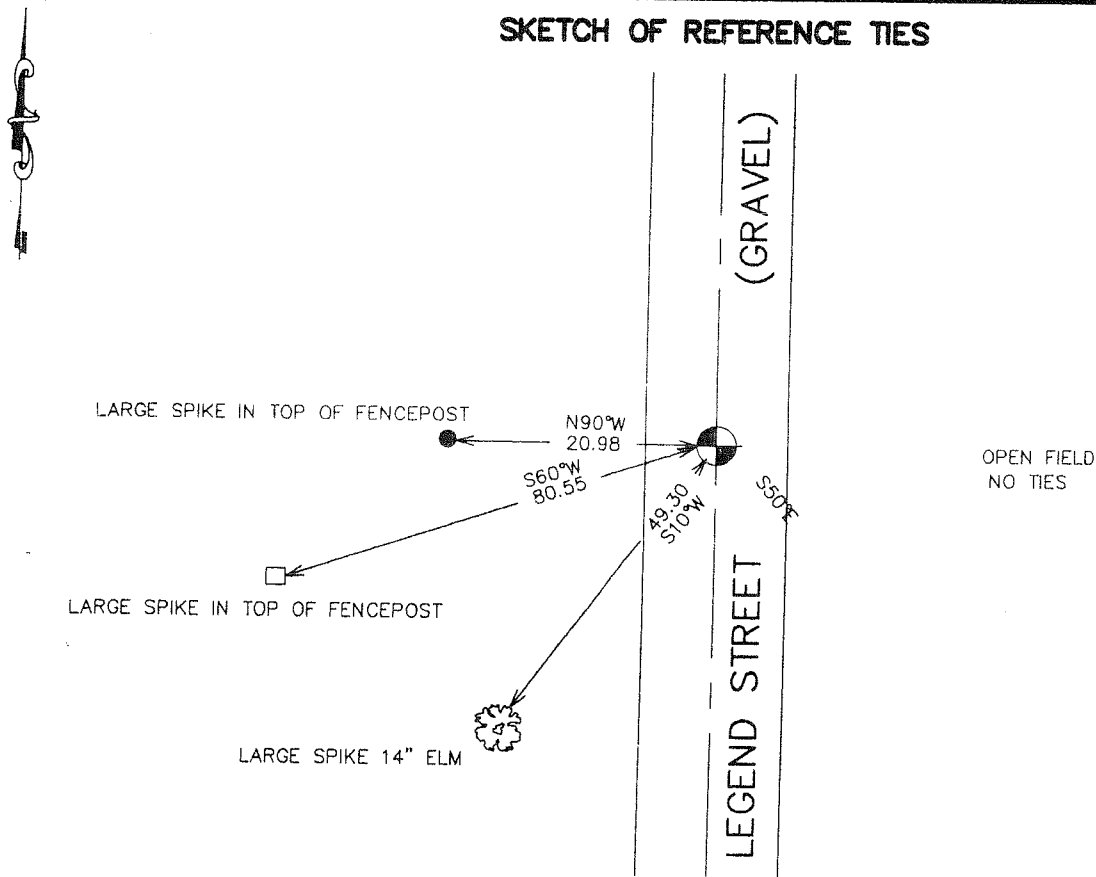 SKETCH OF REFERENCE TIES
(GRAVEL)
LARGE SPIKE IN TOP OF FENCEPOST
N90°W
20.98
OPEN FIELD
NO TIES
S60°W
80.55
49.30
S10°W
S50°E
LARGE SPIKE IN TOP OF FENCEPOST
LEGEND STREET
LARGE SPIKE 14" ELM